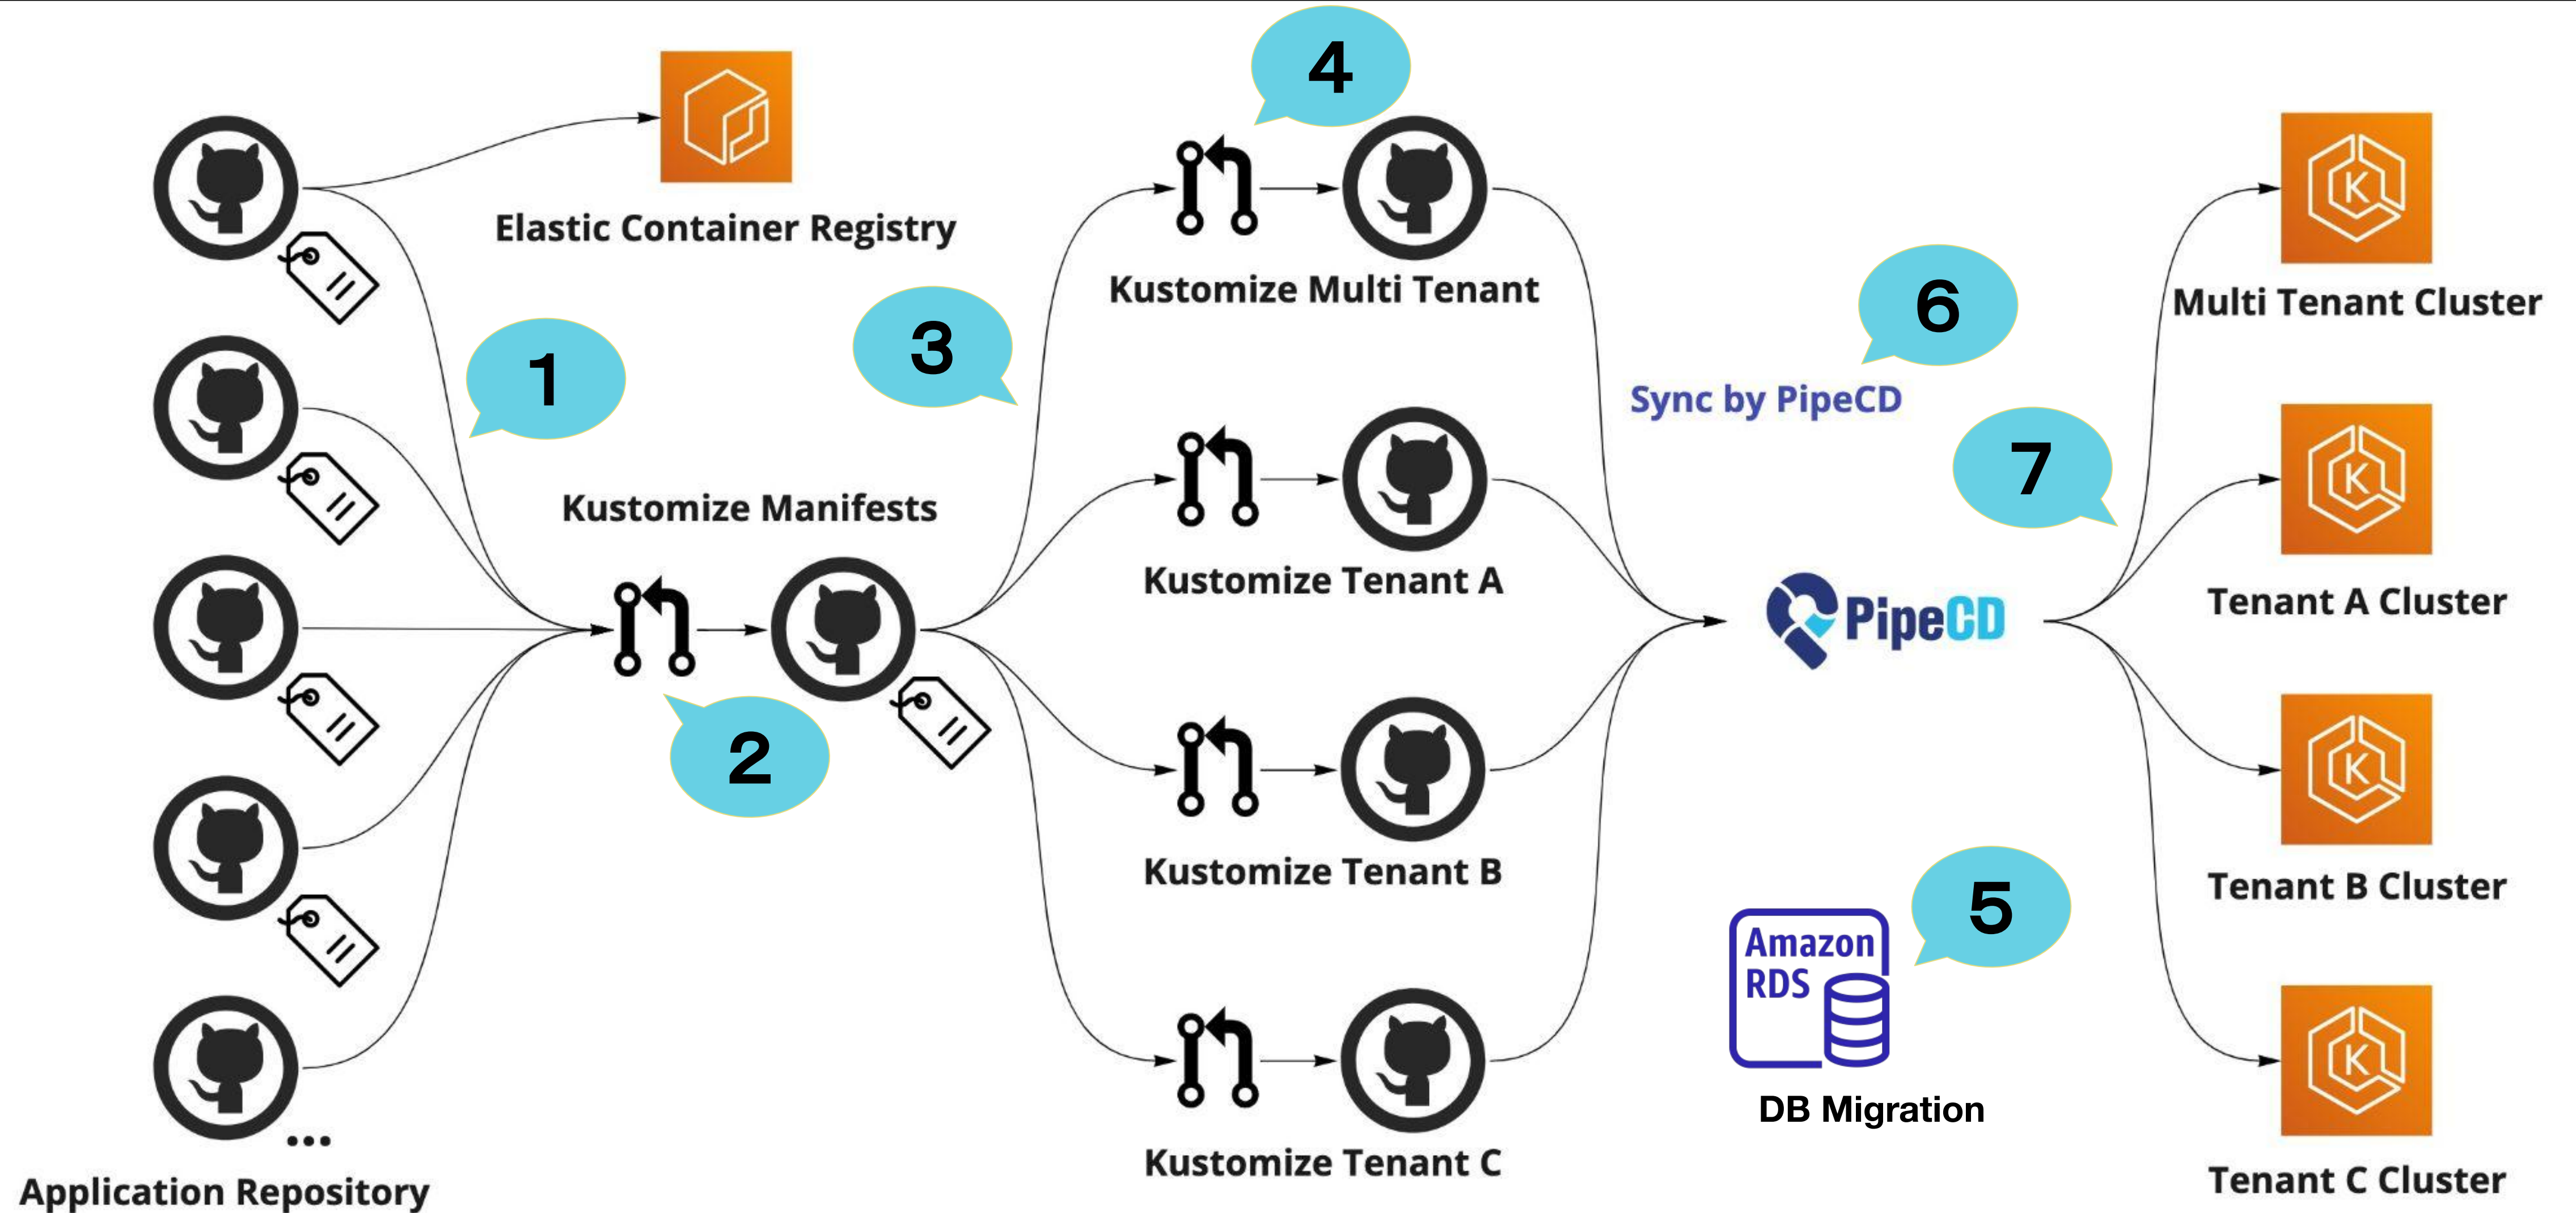 4
Elastic Container Registry
3
Kustomize Multi Tenant
6
Multi Tenant Cluster
1
Sync by PipeCD
7
Kustomize Manifests
Kustomize Tenant A
PipeCD
Tenant A Cluster
2
Kustomize Tenant B
5
Tenant B Cluster
Amazon
RDS
DB Migration
...
Application Repository
Kustomize Tenant C
Tenant C Cluster
K
K
K
K